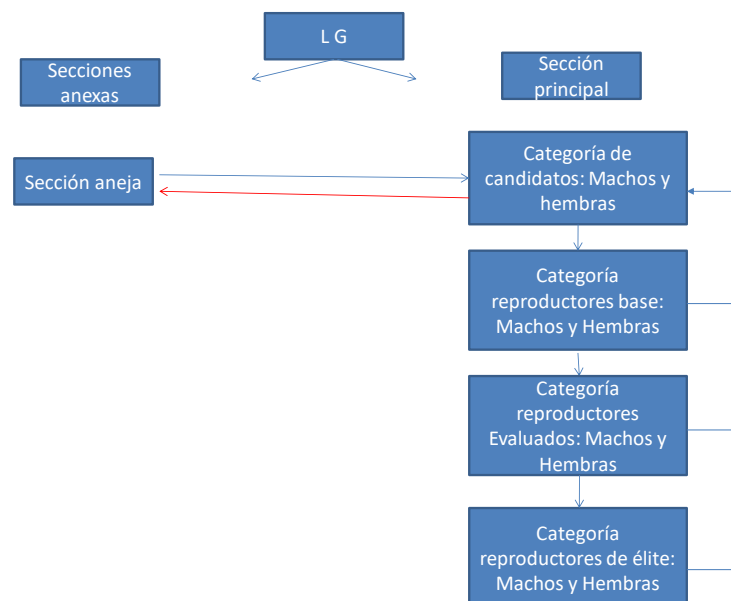 L G
Secciones
anexas
Sección
principal
Sección aneja
Categoría de
candidatos: Machos y
hembras
Categoría
reproductores base:
Machos y Hembras
Categoría
reproductores
Evaluados: Machos y
Hembras
Categoría
reproductores de élite:
Machos y Hembras